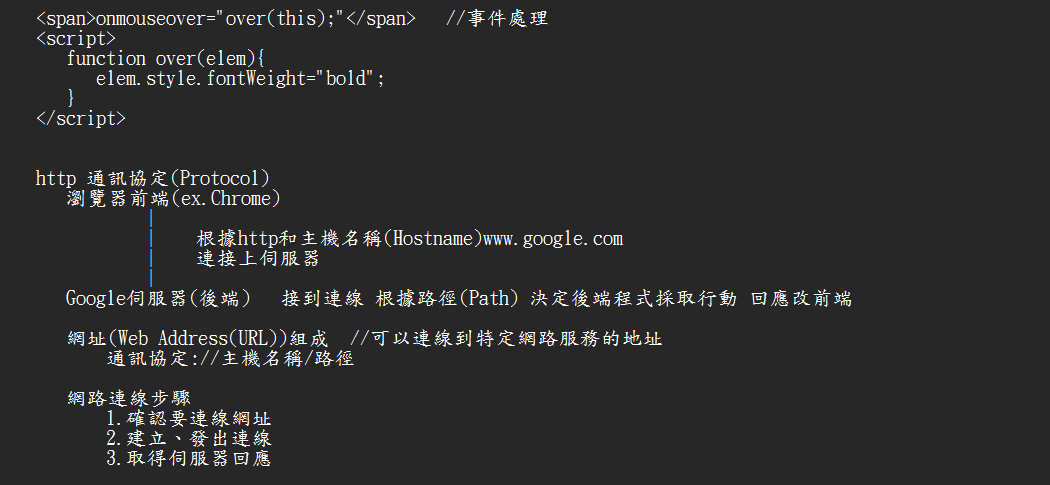 <span>onmouseover="over(this);"</span>   //事件處理
<script>
function over(elem){
elem.style.fontWeight="bold";
}
</script>
http 通訊協定(Protocol)
瀏覽器前端(ex.Chrome)
|
|    根據http和主機名稱(Hostname)www.google.com
|    連接上伺服器
|
Google伺服器(後端)   接到連線 根據路徑(Path) 決定後端程式採取行動 回應改前端
網址(Web Address(URL))組成  //可以連線到特定網路服務的地址
通訊協定://主機名稱/路徑
網路連線步驟
1.確認要連線網址
2.建立、發出連線
3.取得伺服器回應